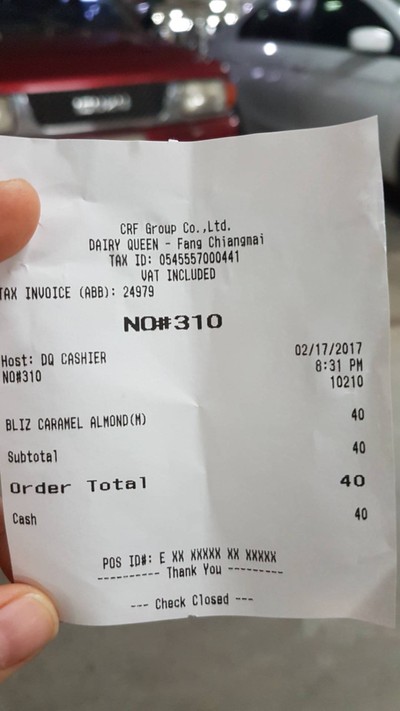 CRF Group Co.,Ltd.
DAIRY QUEEN - Fang Chiangmai
TAX ID: 0545557000441
VAT INCLUDED
TAX INVOICE (ABB): 24979
NO#310
Host: DQ CASHIER 02/17/2017
NO#310 8:31 PM
10210
BLIZ CARAMEL ALMOND(M) 40
Subtotal 40
Order Total 40
Cash 40
POS ID#: E XX XXXXX XX XXXXX
---------- Thank You ---------
--- Check Closed ---